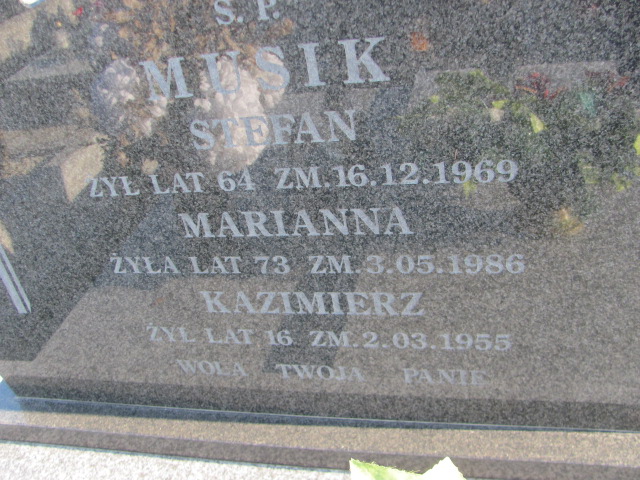 Ś. P.
MUSIK
STEFAN
ŻYŁ LAT 64 ZM.16.12.1969
MARIANNA
ŻYŁA LAT 73 ZM.3.05.1986
KAZIMIERZ
ŻYŁ LAT 16 ZM.2.03.1955
WOLA TWOJA PANIE